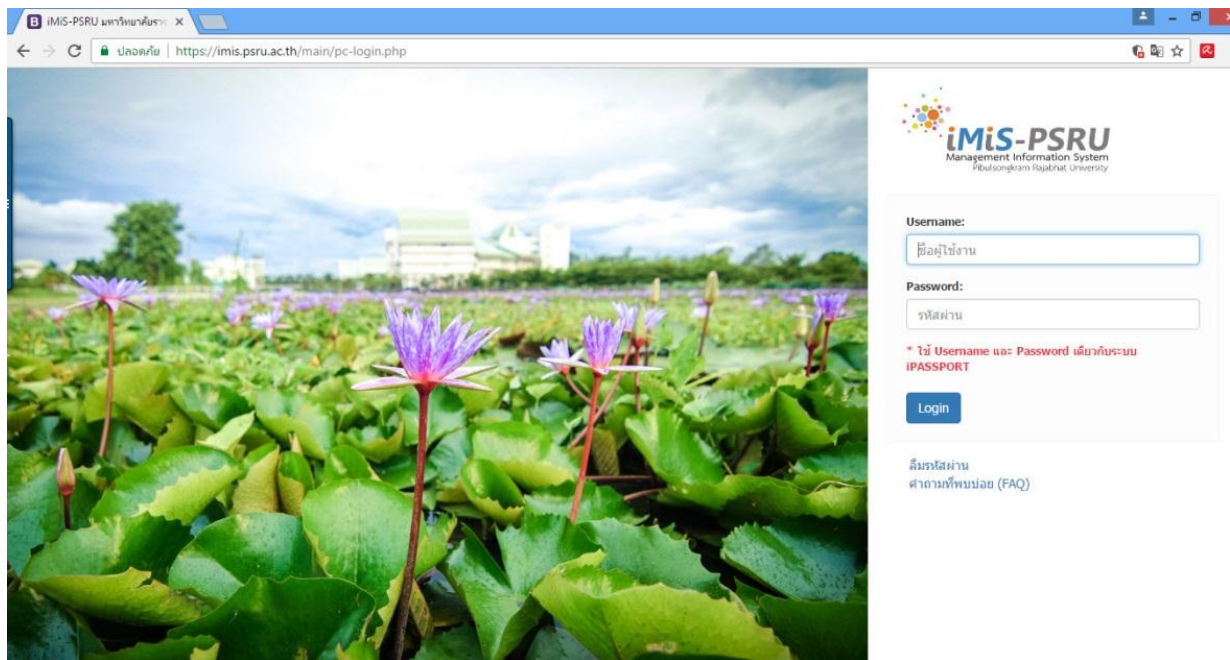 iMiS-PSRU มหาวิทยาลัยรา
ปลอดภัย | https://imis.psru.ac.th/main/pc-login.php
iMiS-PSRU
Management Information System
Pibulsongkram Rajabhat University
Username:
ชื่อผู้ใช้งาน
Password:
รหัสผ่าน
* ใช้ Username และ Password เดียวกับระบบ
iPASSPORT
Login
ลืมรหัสผ่าน
คำถามที่พบบ่อย (FAQ)